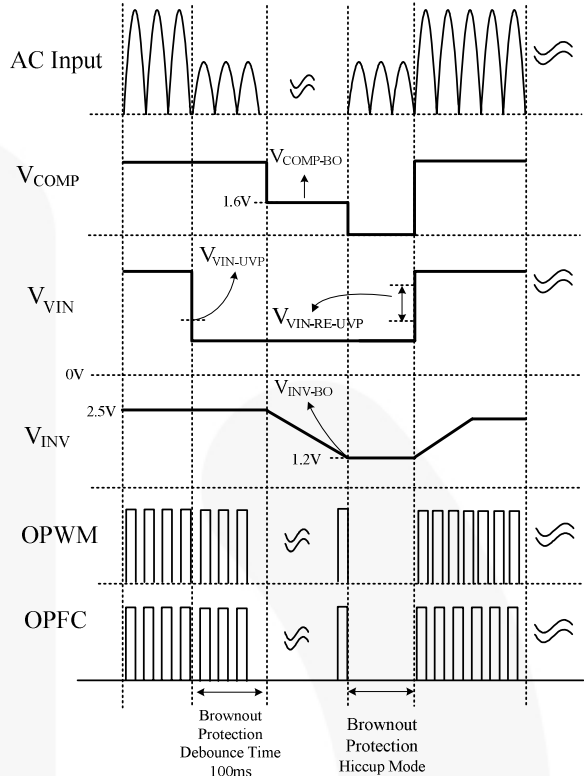 AC Input
V_COMP
V_COMP-BO
1.6V
V_VIN-UVP
V_VIN
V_VIN-RE-UVP
0V
V_INV-BO
2.5V
V_INV
1.2V
OPWM
OPFC
Brownout
Protection
Debounce Time
100ms
Brownout
Protection
Hiccup Mode